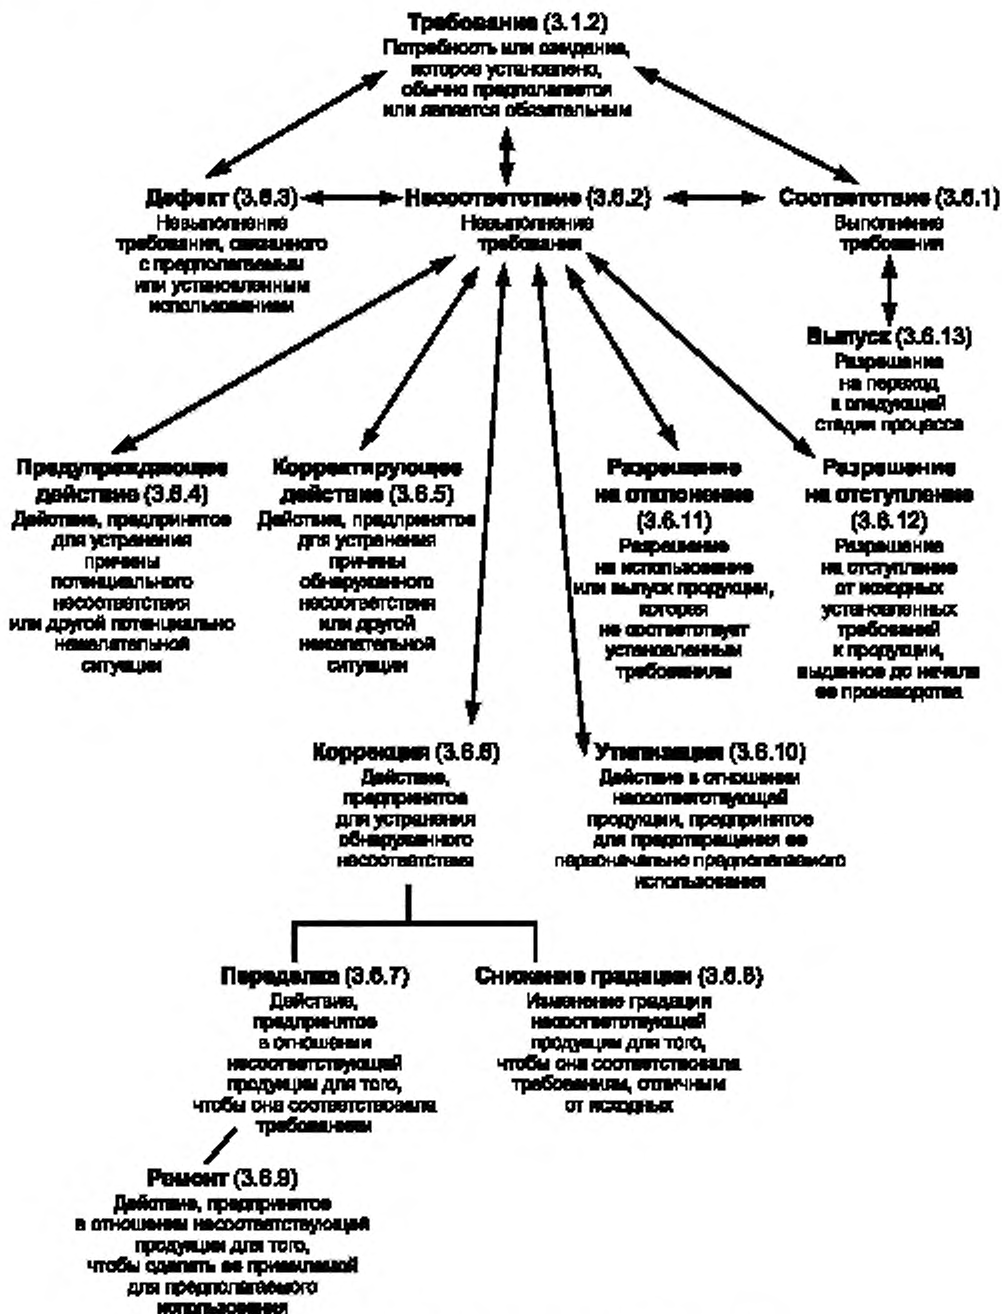 Требование (3.1.2)
Потребность или ожидание,
которое установлено,
обычно предполагается
или является обязательным
Дефект (3.6.3)
Невыполнение
требования, связанного
с предполагаемым
или установленным
использованием
Несоответствие (3.6.2)
Невыполнение
требования
Соответствие (3.6.1)
Выполнение
требования
Выпуск (3.6.13)
Разрешение
на переход
к следующей
стадии процесса
Предупреждающее
действие (3.6.4)
Действие, предпринятое
для устранения
причины
потенциального
несоответствия
или другой потенциально
нежелательной
ситуации
Корректирующее
действие (3.6.5)
Действие, предпринятое
для устранения
причины
обнаруженного
несоответствия
или другой
нежелательной
ситуации
Разрешение
на отклонение
(3.6.11)
Разрешение
на использование
или выпуск продукции,
которая
не соответствует
установленным
требованиям
Разрешение
на отступление
(3.6.12)
Разрешение
на отступление
от исходных
установленных
требований
к продукции,
выданное до начала
ее производства
Коррекция (3.6.6)
Действие,
предпринятое
для устранения
обнаруженного
несоответствия
Утилизация (3.6.10)
Действие в отношении
несоответствующей
продукции, предпринятое
для предотвращения ее
первоначально предполагаемого
использования
Переделка (3.6.7)
Действие,
предпринятое
в отношении
несоответствующей
продукции для того,
чтобы она соответствовала
требованиям
Снижение градации (3.6.8)
Изменение градации
несоответствующей
продукции для того,
чтобы она соответствовала
требованиям, отличным
от исходных
Ремонт (3.6.9)
Действие, предпринятое
в отношении несоответствующей
продукции для того,
чтобы сделать ее приемлемой
для предполагаемого
использования